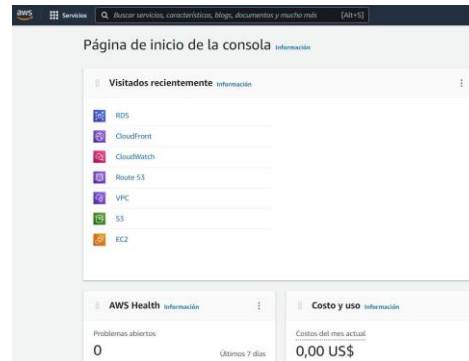 aws Servicios Buscar servicios, características, blogs, documentos y mucho más [Alt+S]
Página de inicio de la consola Información
Visitados recientemente Información
RDS
CloudFront
CloudWatch
Route 53
VPC
S3
EC2
AWS Health Información
Costo y uso Información
Problemas abiertos
0 Últimos 7 días
Costos del mes actual
0,00 US$